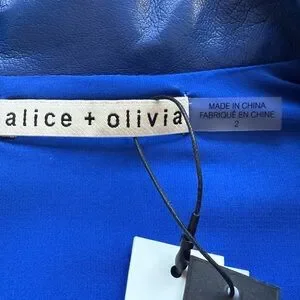 alice + olivia
MADE IN CHINA
FABRIQUÉ EN CHINE
2